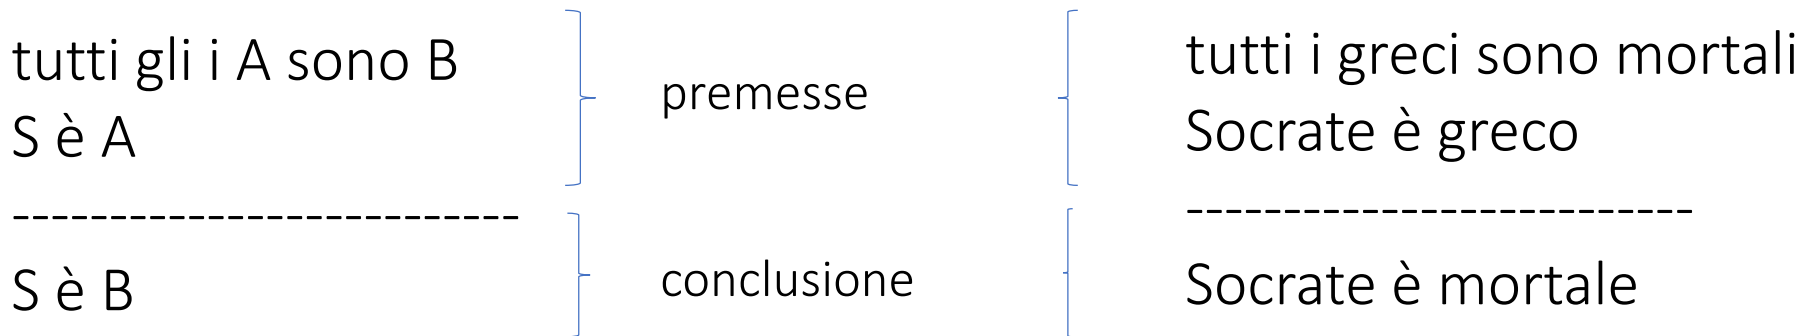 tutti gli i A sono B
S è A
--------------------------
S è B
premesse
conclusione
tutti i greci sono mortali
Socrate è greco
--------------------------
Socrate è mortale